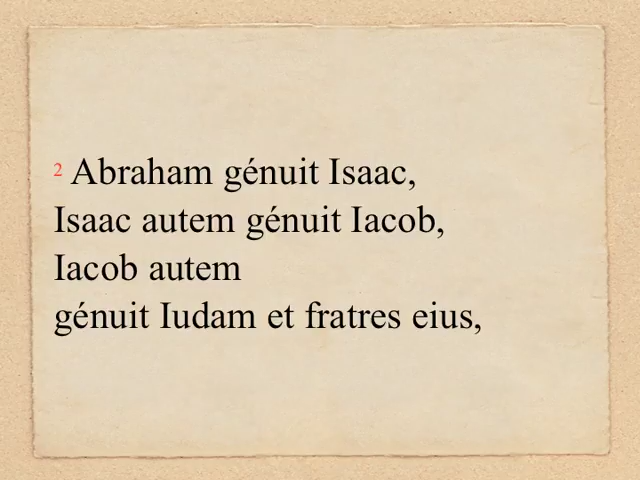 2 Abraham génuit Isaac,
Isaac autem génuit Iacob,
Iacob autem
génuit Iudam et fratres eius,